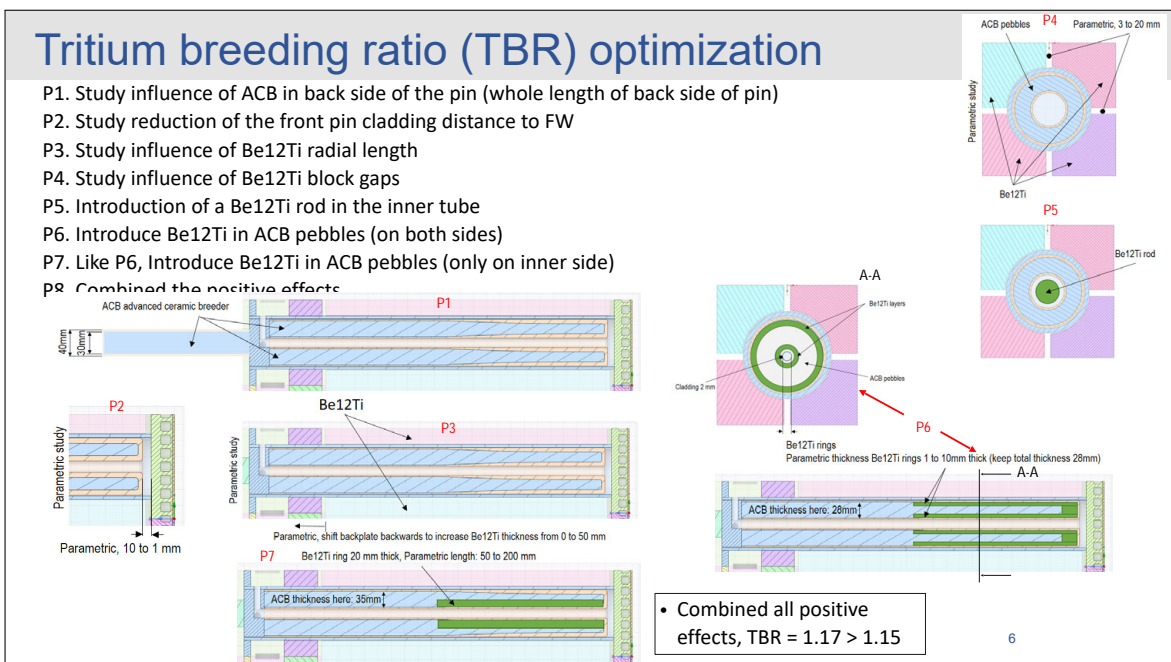 Tritium breeding ratio (TBR) optimization
P1. Study influence of ACB in back side of the pin (whole length of back side of pin)
P2. Study reduction of the front pin cladding distance to FW
P3. Study influence of Be12Ti radial length
P4. Study influence of Be12Ti block gaps
P5. Introduction of a Be12Ti rod in the inner tube
P6. Introduce Be12Ti in ACB pebbles (on both sides)
P7. Like P6, Introduce Be12Ti in ACB pebbles (only on inner side)
P8. Combined the positive effects
ACB pebbles
P4
Parametric, 3 to 20 mm
Parametric study
Be12Ti
P5
Be12Ti rod
ACB advanced ceramic breeder
P1
40mm
30mm
A-A
Be12Ti layers
Cladding 2 mm
ACB pebbles
Be12Ti rings
P6
Parametric thickness Be12Ti rings 1 to 10mm thick (keep total thickness 28mm)
A-A
ACB thickness here: 28mm
P2
Parametric study
Parametric, 10 to 1 mm
Be12Ti
P3
Parametric study
Parametric, shift backplate backwards to increase Be12Ti thickness from 0 to 50 mm
P7
Be12Ti ring 20 mm thick, Parametric length: 50 to 200 mm
ACB thickness here: 35mm
• Combined all positive
effects, TBR = 1.17 > 1.15
6